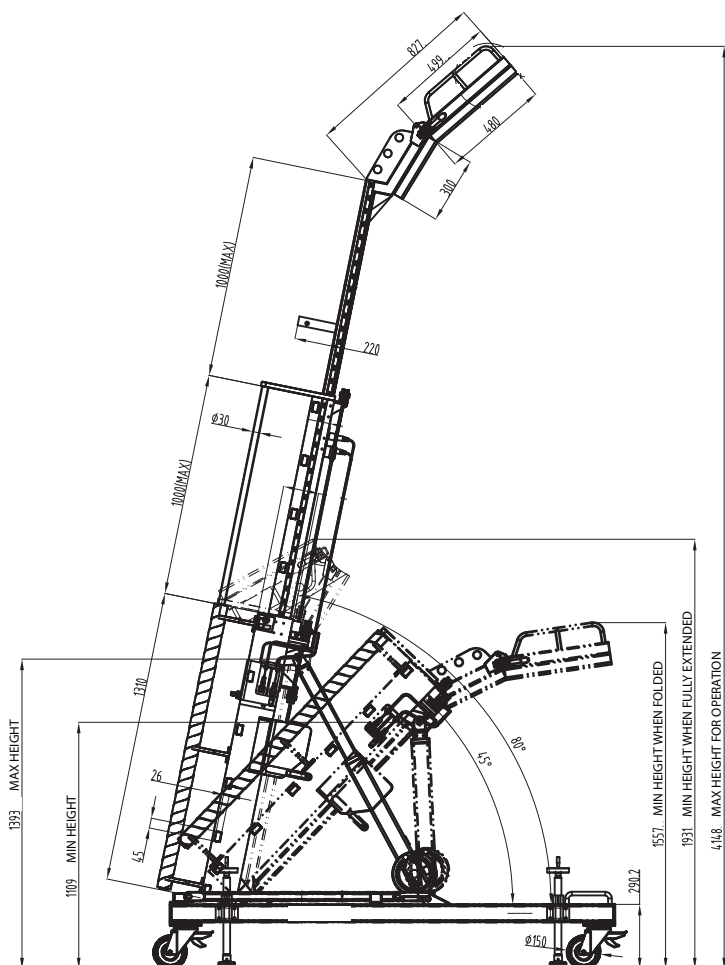 827
499
480
300
1000(MAX)
220
Ø30
1000(MAX)
1310
26
45
1393 MAX HEIGHT
1109 MIN HEIGHT
45°
80°
1557 MIN HEIGHT WHEN FOLDED
1931 MIN HEIGHT WHEN FULLY EXTENDED
4148 MAX HEIGHT FOR OPERATION
290.2
Ø150